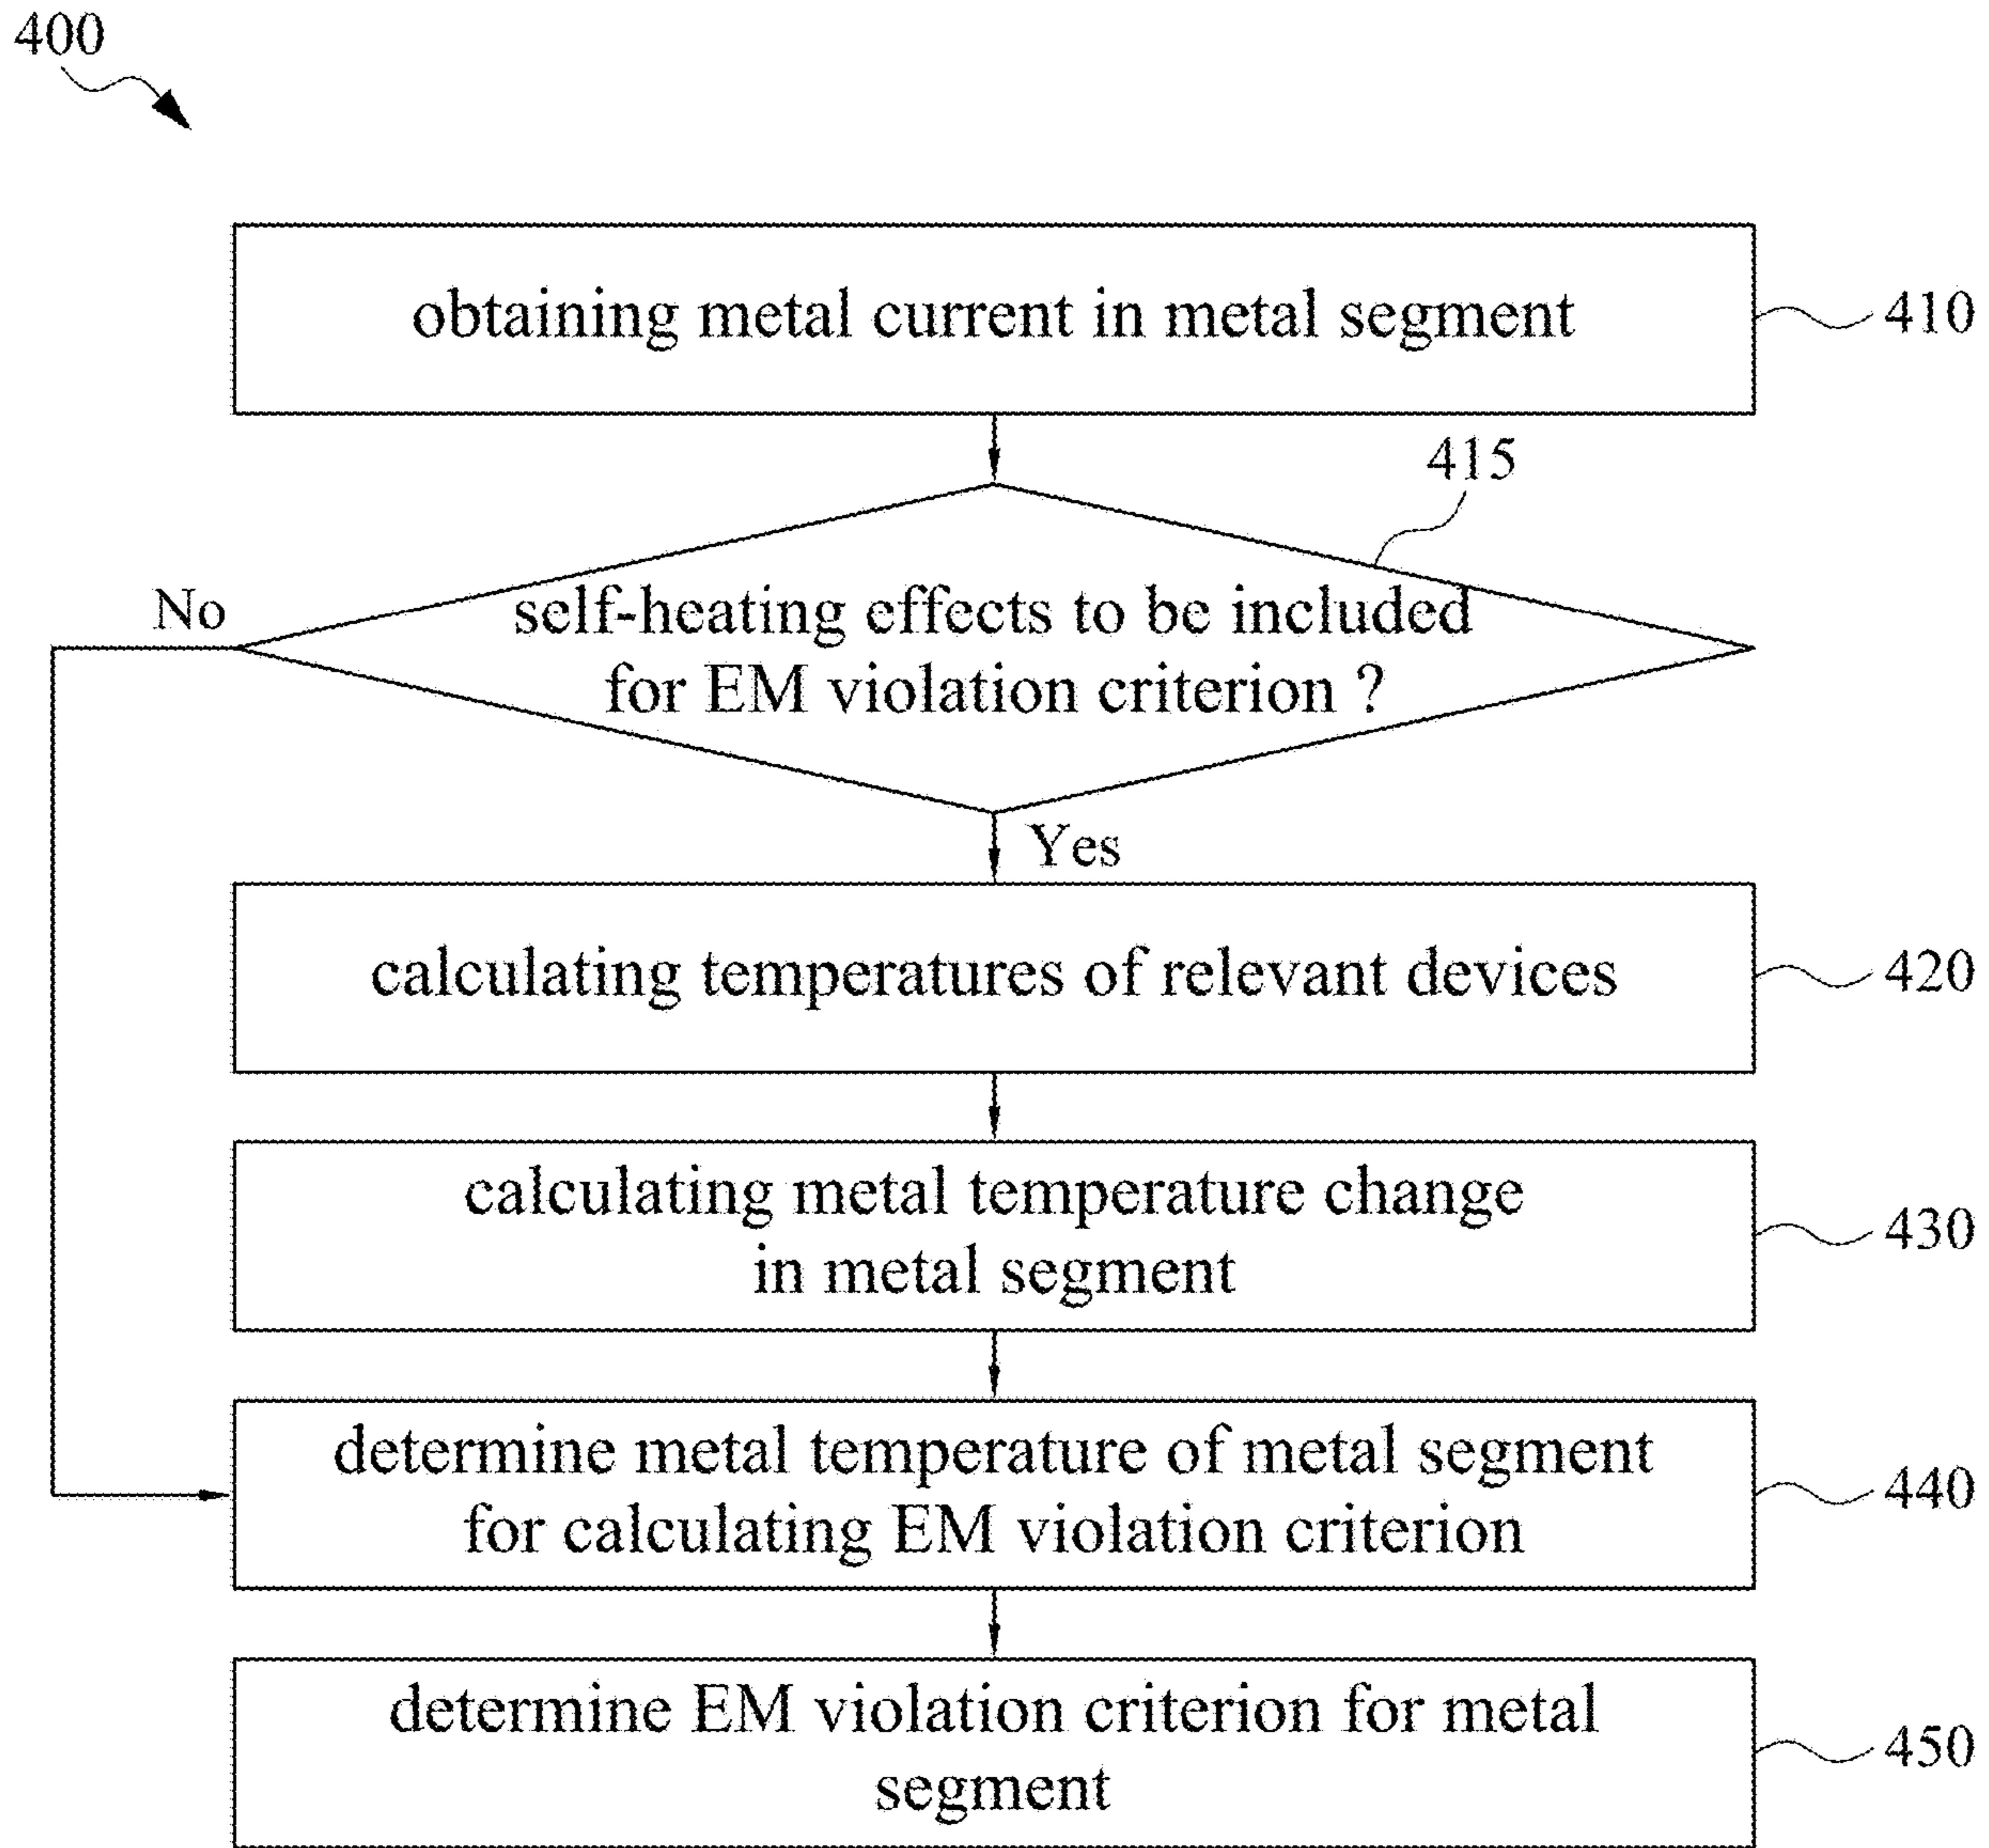 400
obtaining metal current in metal segment
410
415
self-heating effects to be included
for EM violation criterion ?
No
Yes
calculating temperatures of relevant devices
420
calculating metal temperature change
in metal segment
430
determine metal temperature of metal segment
for calculating EM violation criterion
440
determine EM violation criterion for metal
segment
450